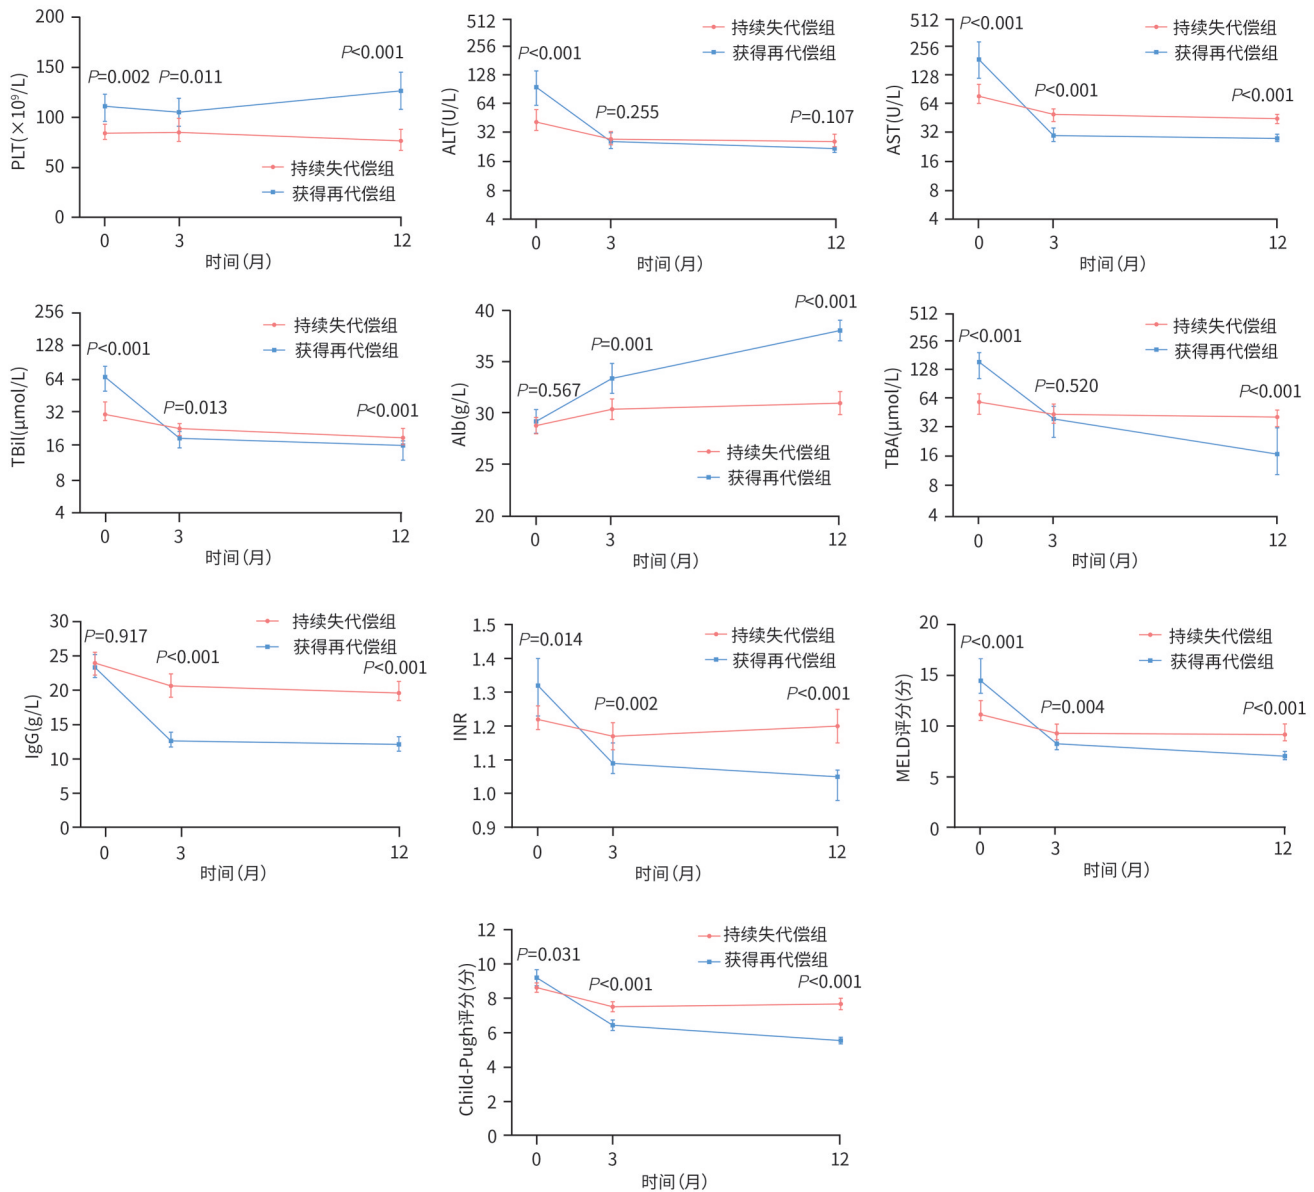 PLT(×10⁹/L)
200
150
100
50
0
P=0.002
P=0.011
P<0.001
持续失代偿组
获得再代偿组
0
3
12
时间(月)
ALT(U/L)
512
256
128
64
32
16
8
4
P<0.001
P=0.255
P=0.107
持续失代偿组
获得再代偿组
0
3
12
时间(月)
AST(U/L)
512
256
128
64
32
16
8
4
P<0.001
P<0.001
P<0.001
持续失代偿组
获得再代偿组
0
3
12
时间(月)
TBil(μmol/L)
256
128
64
32
16
8
4
P<0.001
P=0.013
P<0.001
持续失代偿组
获得再代偿组
0
3
12
时间(月)
Alb(g/L)
40
35
30
25
20
P=0.567
P=0.001
P<0.001
持续失代偿组
获得再代偿组
0
3
12
时间(月)
TBA(μmol/L)
512
256
128
64
32
16
8
4
P<0.001
P=0.520
P<0.001
持续失代偿组
获得再代偿组
0
3
12
时间(月)
IgG(g/L)
30
25
20
15
10
5
0
P=0.917
P<0.001
P<0.001
持续失代偿组
获得再代偿组
0
3
12
时间(月)
INR
1.5
1.4
1.3
1.2
1.1
1.0
0.9
P=0.014
P=0.002
P<0.001
持续失代偿组
获得再代偿组
0
3
12
时间(月)
MELD评分(分)
20
15
10
5
0
P<0.001
P=0.004
P<0.001
持续失代偿组
获得再代偿组
0
3
12
时间(月)
Child-Pugh评分(分)
12
10
8
6
4
2
0
P=0.031
P<0.001
P<0.001
持续失代偿组
获得再代偿组
0
3
12
时间(月)